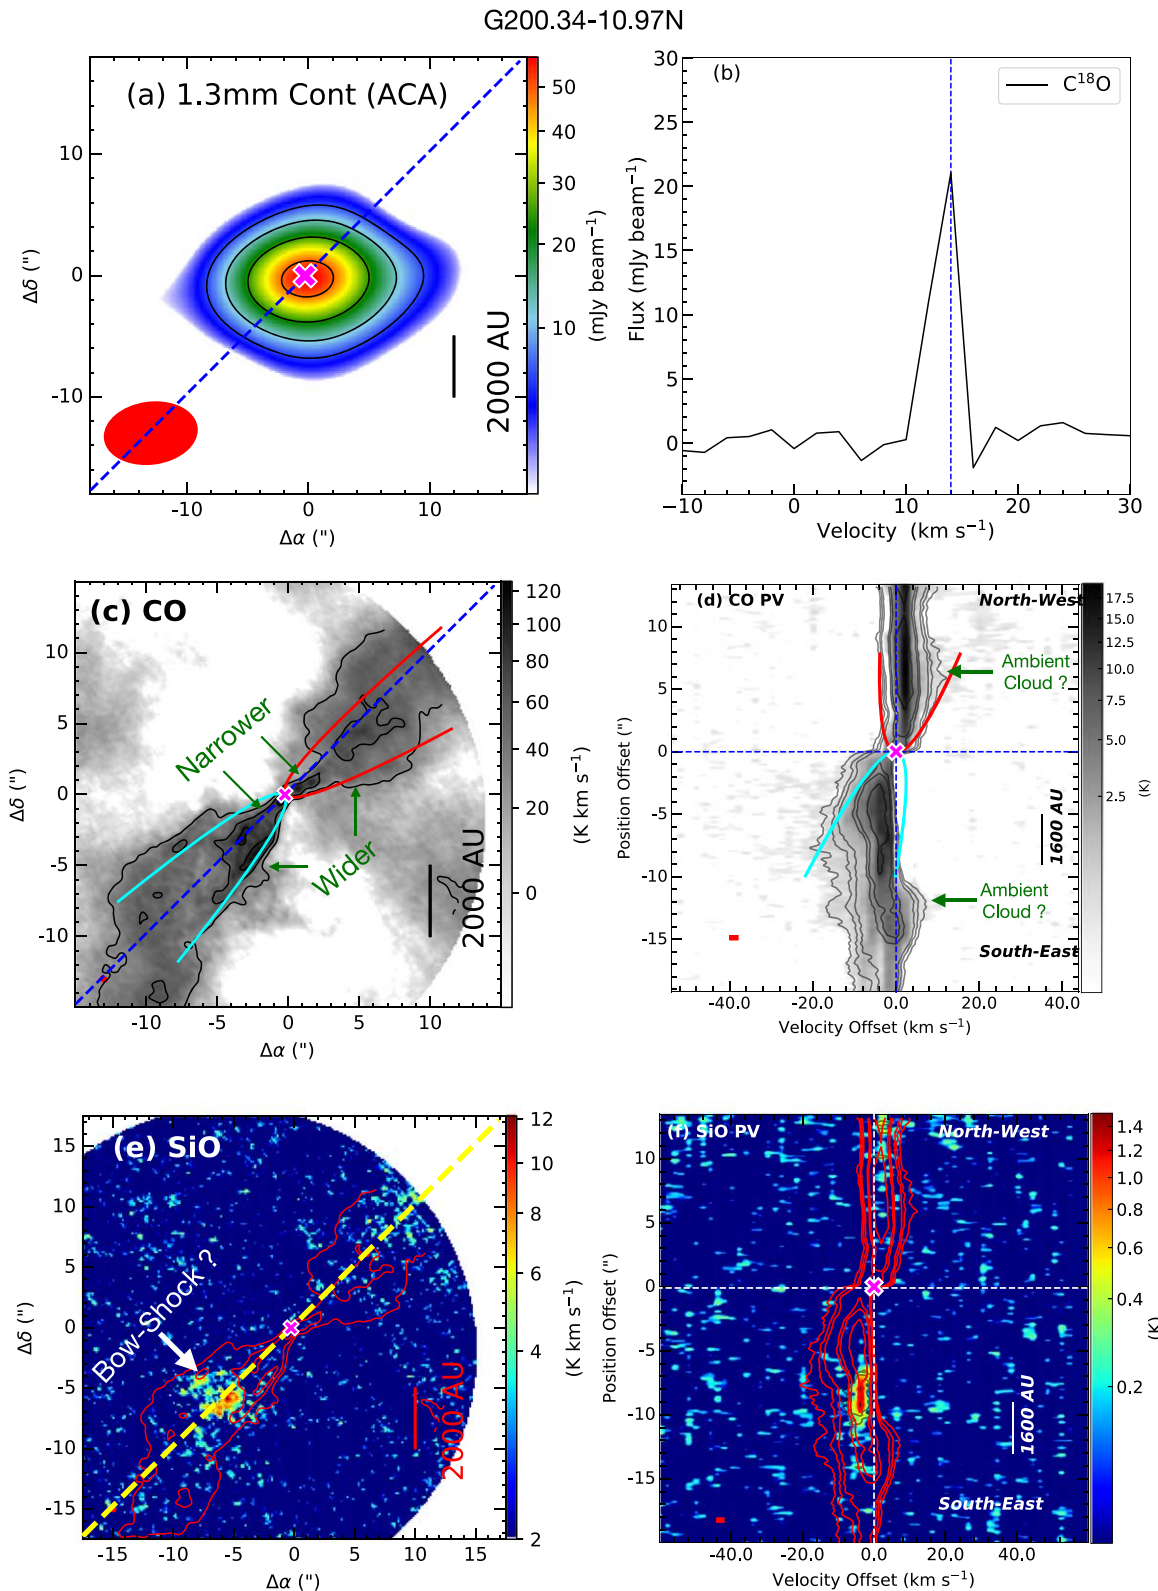 G200.34-10.97N
(a) 1.3mm Cont (ACA)
10
0
-10
Δδ (")
-10
0
10
Δα (")
2000 AU
50
40
30
20
10
(mJy beam⁻¹)
(b)
C¹⁸O
30
25
20
15
10
5
0
−5
Flux (mJy beam⁻¹)
−10
0
10
20
30
Velocity (km s⁻¹)
(c) CO
Narrower
Wider
2000 AU
10
5
0
-5
-10
Δδ (")
-10
-5
0
5
10
Δα (")
120
100
80
60
40
20
0
(K km s⁻¹)
(d) CO PV
North-West
Ambient
Cloud ?
1600 AU
Ambient
Cloud ?
South-East
10
5
0
-5
-10
-15
Position Offset (")
-40.0
-20.0
0.0
20.0
40.0
Velocity Offset (km s⁻¹)
17.5
15.0
12.5
10.0
7.5
5.0
2.5
(K)
(e) SiO
Bow-Shock ?
2000 AU
15
10
5
0
-5
-10
-15
Δδ (")
-15
-10
-5
0
5
10
15
Δα (")
12
10
8
6
4
2
(K km s⁻¹)
(f) SiO PV
North-West
1600 AU
South-East
10
5
0
-5
-10
-15
Position Offset (")
-40.0
-20.0
0.0
20.0
40.0
Velocity Offset (km s⁻¹)
1.4
1.2
1.0
0.8
0.6
0.4
0.2
(K)